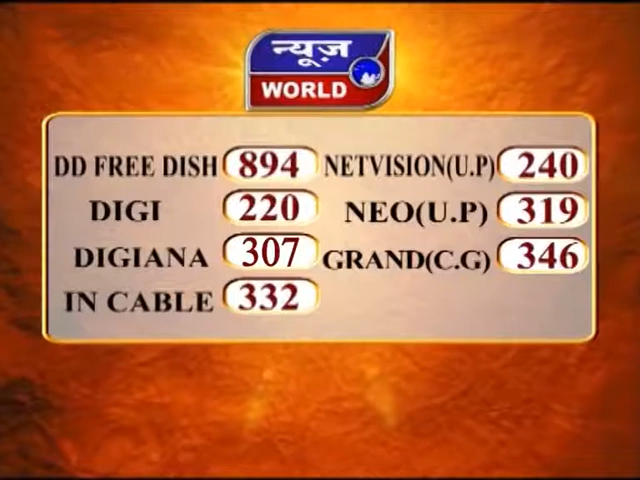 न्यूज़
WORLD
DD FREE DISH 894 NETVISION(U.P) 240
DIGI 220 NEO(U.P) 319
DIGIANA 307 GRAND(C.G) 346
IN CABLE 332